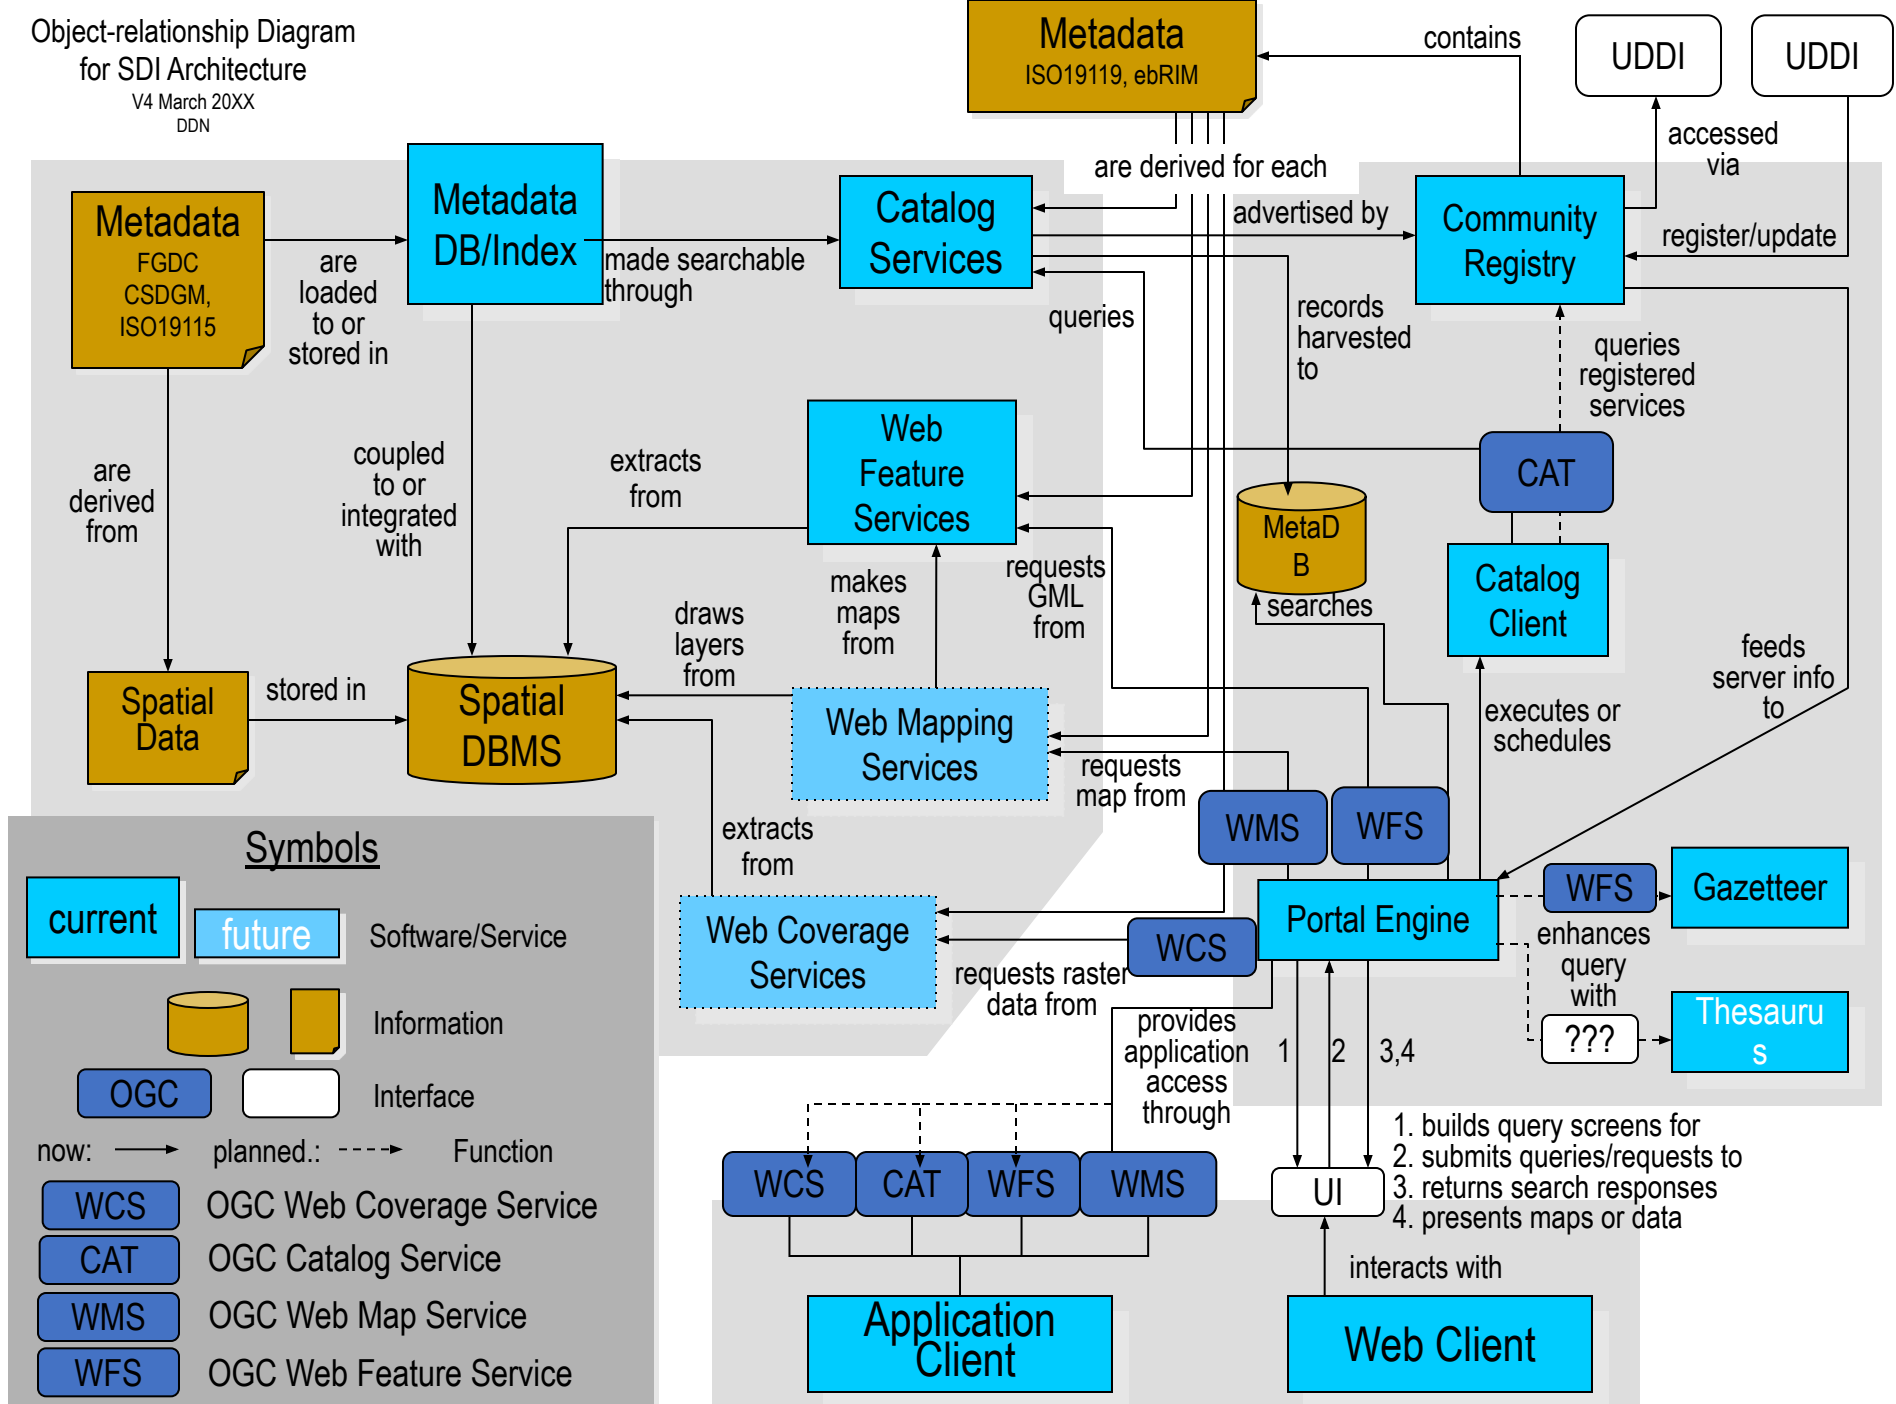 Object-relationship Diagram
for SDI Architecture
V4 March 20XX
DDN
Metadata
ISO19119, ebRIM
contains
UDDI
UDDI
accessed
via
are derived for each
Metadata
FGDC
CSDGM,
ISO19115
are
loaded
to or
stored in
Metadata
DB/Index
made searchable
through
Catalog
Services
advertised by
Community
Registry
register/update
queries
records
harvested
to
queries
registered
services
are
derived
from
coupled
to or
integrated
with
extracts
from
Web
Feature
Services
CAT
MetaD
B
searches
Catalog
Client
makes
maps
from
requests
GML
from
draws
layers
from
feeds
server info
to
Spatial
Data
stored in
Spatial
DBMS
Web Mapping
Services
requests
map from
executes or
schedules
WMS
WFS
extracts
from
Web Coverage
Services
WCS
requests raster
data from
Portal Engine
WFS
Gazetteer
enhances
query
with
???
Thesauru
s
provides
application
access
through
1
2
3,4
1. builds query screens for
2. submits queries/requests to
3. returns search responses
4. presents maps or data
WCS
CAT
WFS
WMS
UI
interacts with
Application
Client
Web Client
Symbols
current
future
Software/Service
Information
OGC
Interface
now:
planned.:
Function
WCS
OGC Web Coverage Service
CAT
OGC Catalog Service
WMS
OGC Web Map Service
WFS
OGC Web Feature Service